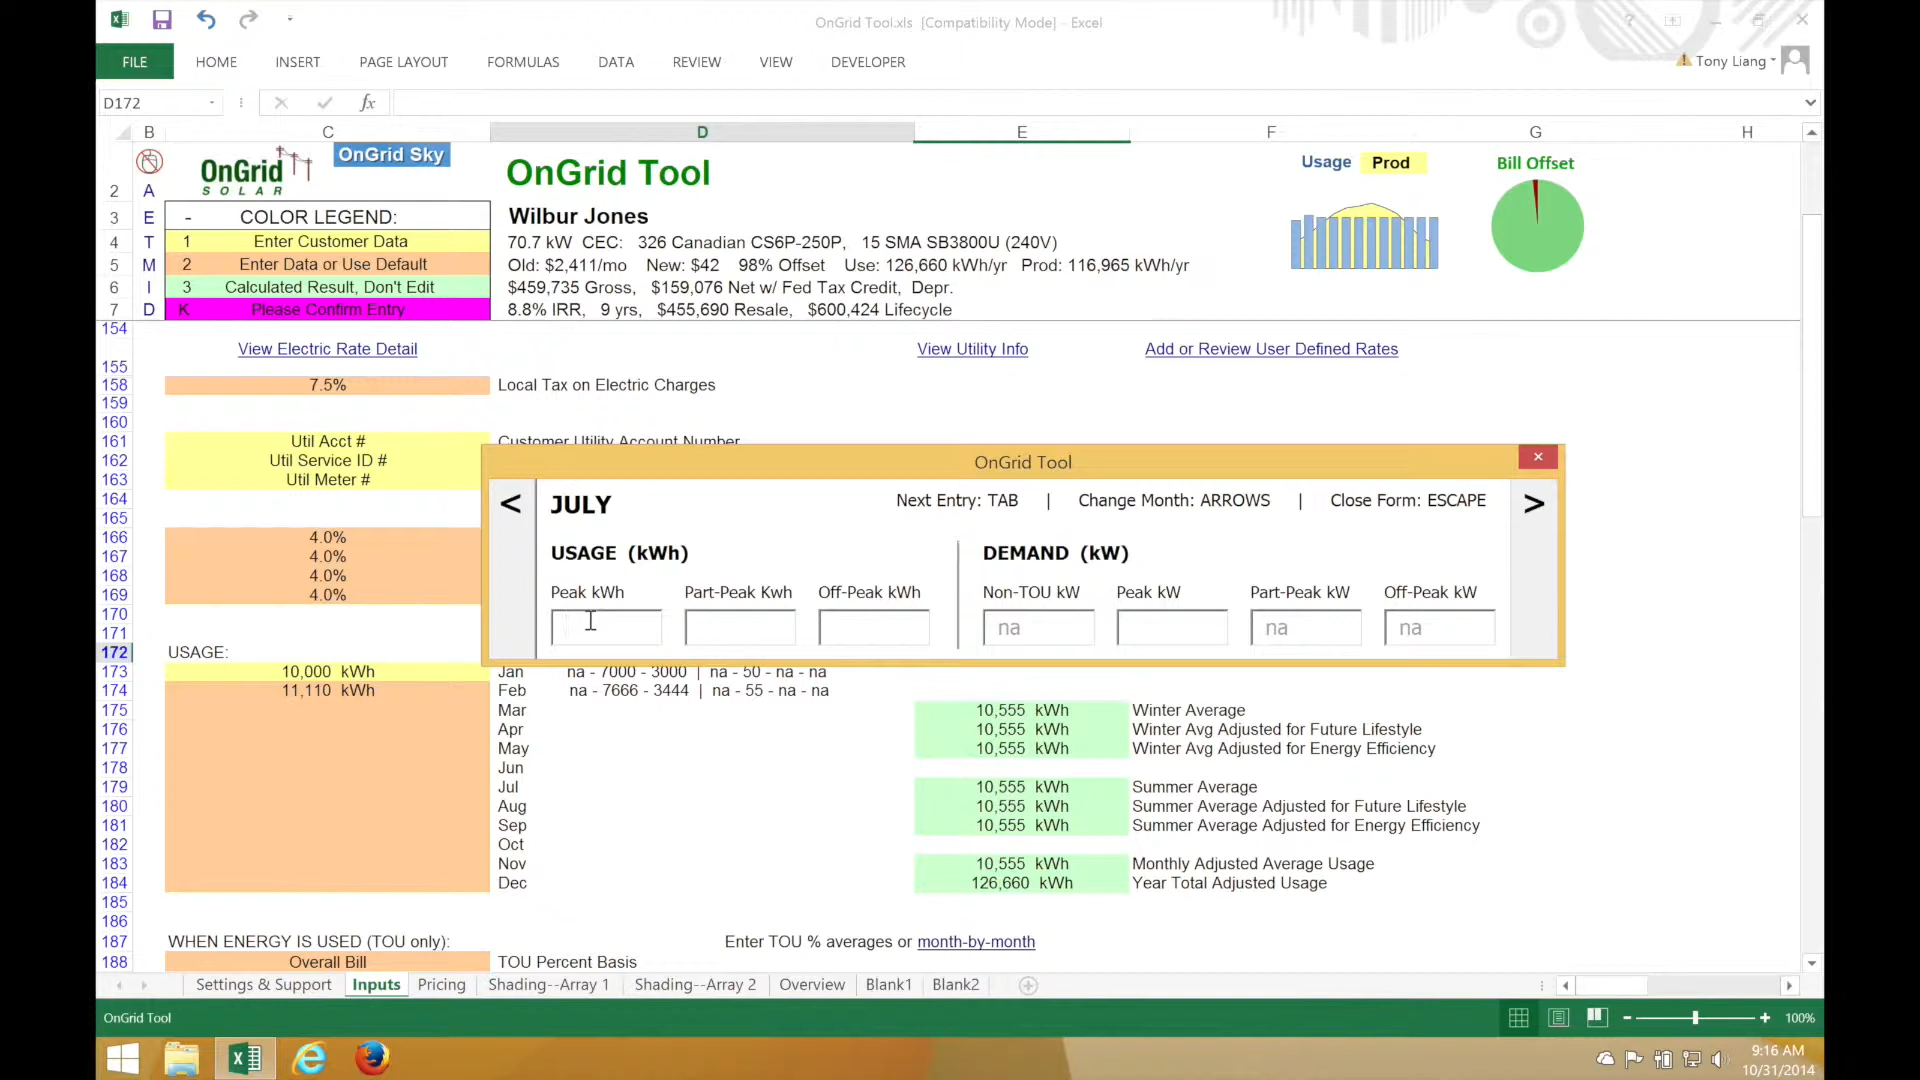 OnGrid Tool.xls [Compatibility Mode] - Excel
FILE HOME INSERT PAGE LAYOUT FORMULAS DATA REVIEW VIEW DEVELOPER Tony Liang
D172 fx
B C D E F G H
OnGrid SOLAR OnGrid Sky OnGrid Tool Usage Prod Bill Offset
2 A
3 E - COLOR LEGEND: Wilbur Jones
4 T 1 Enter Customer Data 70.7 kW CEC: 326 Canadian CS6P-250P, 15 SMA SB3800U (240V)
5 M 2 Enter Data or Use Default Old: $2,411/mo New: $42 98% Offset Use: 126,660 kWh/yr Prod: 116,965 kWh/yr
6 I 3 Calculated Result, Don't Edit $459,735 Gross, $159,076 Net w/ Fed Tax Credit, Depr.
7 D K Please Confirm Entry 8.8% IRR, 9 yrs, $455,690 Resale, $600,424 Lifecycle
154
View Electric Rate Detail View Utility Info Add or Review User Defined Rates
155
158 7.5% Local Tax on Electric Charges
159
160
161 Util Acct # Customer Utility Account Number
162 Util Service ID #
163 Util Meter #
164
165
166 4.0%
167 4.0%
168 4.0%
169 4.0%
170
171
OnGrid Tool
< JULY Next Entry: TAB | Change Month: ARROWS | Close Form: ESCAPE >
USAGE (kWh) DEMAND (kW)
Peak kWh Part-Peak Kwh Off-Peak kWh Non-TOU kW Peak kW Part-Peak kW Off-Peak kW
na na na
172 USAGE:
173 10,000 kWh Jan na - 7000 - 3000 | na - 50 - na - na
174 11,110 kWh Feb na - 7666 - 3444 | na - 55 - na - na
175 Mar 10,555 kWh Winter Average
176 Apr 10,555 kWh Winter Avg Adjusted for Future Lifestyle
177 May 10,555 kWh Winter Avg Adjusted for Energy Efficiency
178 Jun
179 Jul 10,555 kWh Summer Average
180 Aug 10,555 kWh Summer Average Adjusted for Future Lifestyle
181 Sep 10,555 kWh Summer Average Adjusted for Energy Efficiency
182 Oct
183 Nov 10,555 kWh Monthly Adjusted Average Usage
184 Dec 126,660 kWh Year Total Adjusted Usage
185
186
187 WHEN ENERGY IS USED (TOU only): Enter TOU % averages or month-by-month
188 Overall Bill TOU Percent Basis
Settings & Support Inputs Pricing Shading--Array 1 Shading--Array 2 Overview Blank1 Blank2
OnGrid Tool 100%
9:16 AM
10/31/2014